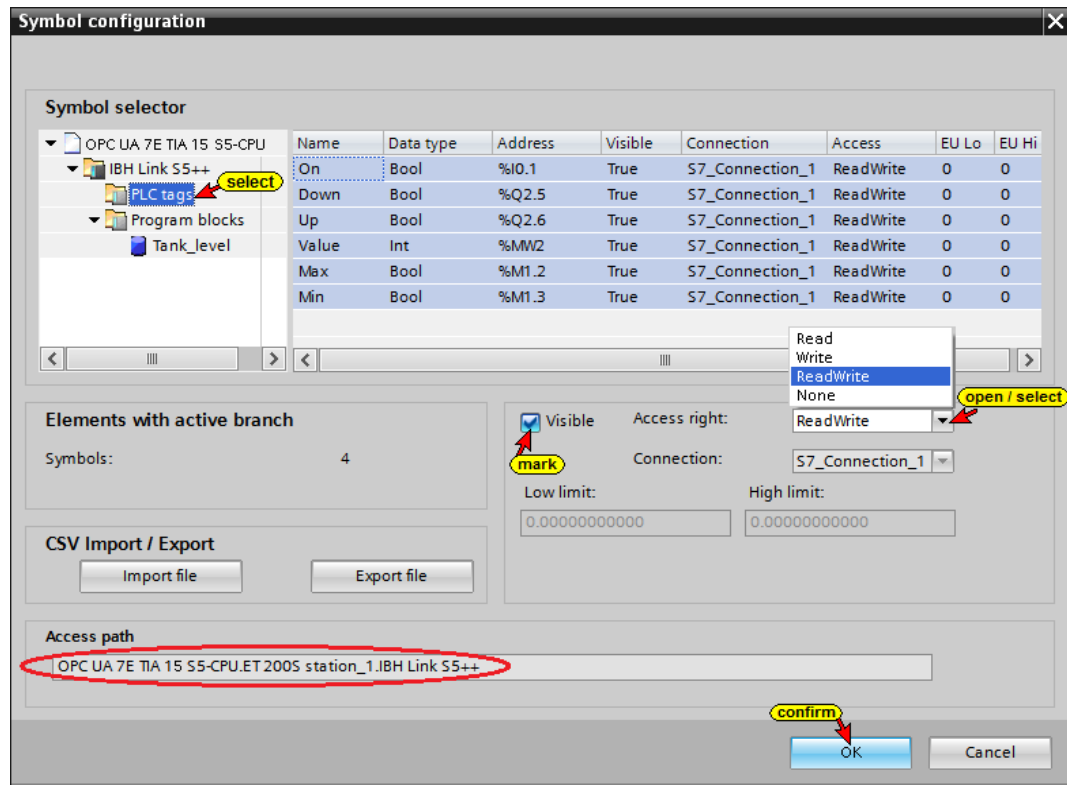 Symbol configuration
Symbol selector
OPC UA 7E TIA 15 S5-CPU
IBH Link S5++
PLC tags
select
Program blocks
Tank_level
Name Data type Address Visible Connection Access EU Lo EU Hi
On Bool %I0.1 True S7_Connection_1 ReadWrite 0 0
Down Bool %Q2.5 True S7_Connection_1 ReadWrite 0 0
Up Bool %Q2.6 True S7_Connection_1 ReadWrite 0 0
Value Int %MW2 True S7_Connection_1 ReadWrite 0 0
Max Bool %M1.2 True S7_Connection_1 ReadWrite 0 0
Min Bool %M1.3 True S7_Connection_1 ReadWrite 0 0
Read
Write
ReadWrite
None
open / select
Elements with active branch
Symbols: 4
Visible Access right: ReadWrite
mark
Connection: S7_Connection_1
Low limit: High limit:
0.00000000000 0.00000000000
CSV Import / Export
Import file Export file
Access path
OPC UA 7E TIA 15 S5-CPU.ET 200S station_1.IBH Link S5++
confirm
OK Cancel